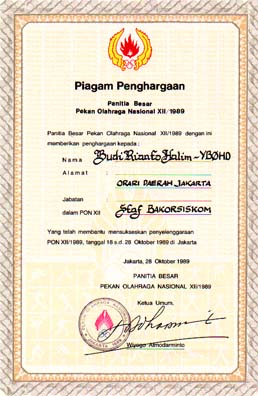 Piagam Penghargaan
Panitia Besar
Pekan Olahraga Nasional XII/1989
Panitia Besar Pekan Olahraga Nasional XII/1989 dengan ini
memberikan penghargaan kepada :
Nama Budi Rianto Halim - YBØHD
Alamat : ORARI DAERAH JAKARTA
Jabatan
dalam PON XII Staf BAKORSISKOM
Yang telah membantu mensukseskan penyelenggaraan
PON XII/1989, tanggal 18 s.d. 28 Oktober 1989 di Jakarta
Jakarta, 28 Oktober 1989
PANITIA BESAR
PEKAN OLAHRAGA NASIONAL XII/1989
Ketua Umum.
Wiyogo Atmodarminto